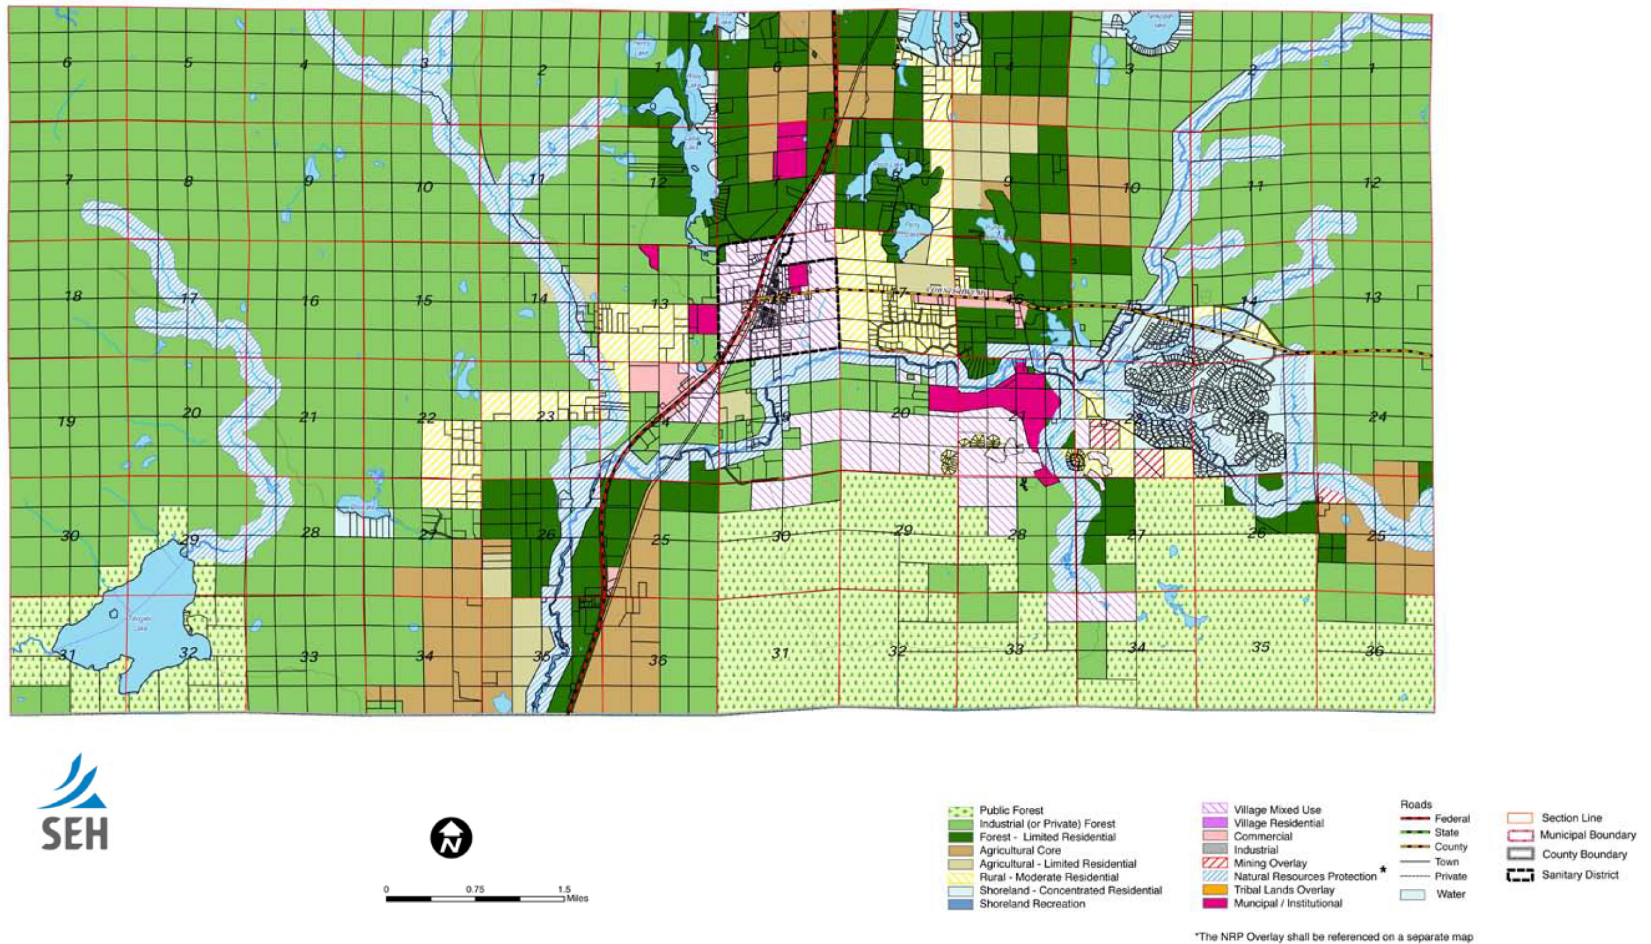 6 5 4 3 2 1 6 5 4 3 2 1
7 8 9 10 11 12 7 8 9 10 11 12
18 17 16 15 14 13 18 17 16 15 14 13
19 20 21 22 23 24 19 20 21 22 23 24
30 29 28 27 26 25 30 29 28 27 26 25
31 32 33 34 35 36 31 32 33 34 35 36
SEH
N
0 0.75 1.5
Miles
Public Forest
Industrial (or Private) Forest
Forest - Limited Residential
Agricultural Core
Agricultural - Limited Residential
Rural - Moderate Residential
Shoreland - Concentrated Residential
Shoreland Recreation
Village Mixed Use
Village Residential
Commercial
Industrial
Mining Overlay
Natural Resources Protection *
Tribal Lands Overlay
Muncipal / Institutional
Roads
Federal
State
County
Town
Private
Water
Section Line
Municipal Boundary
County Boundary
Sanitary District
*The NRP Overlay shall be referenced on a separate map